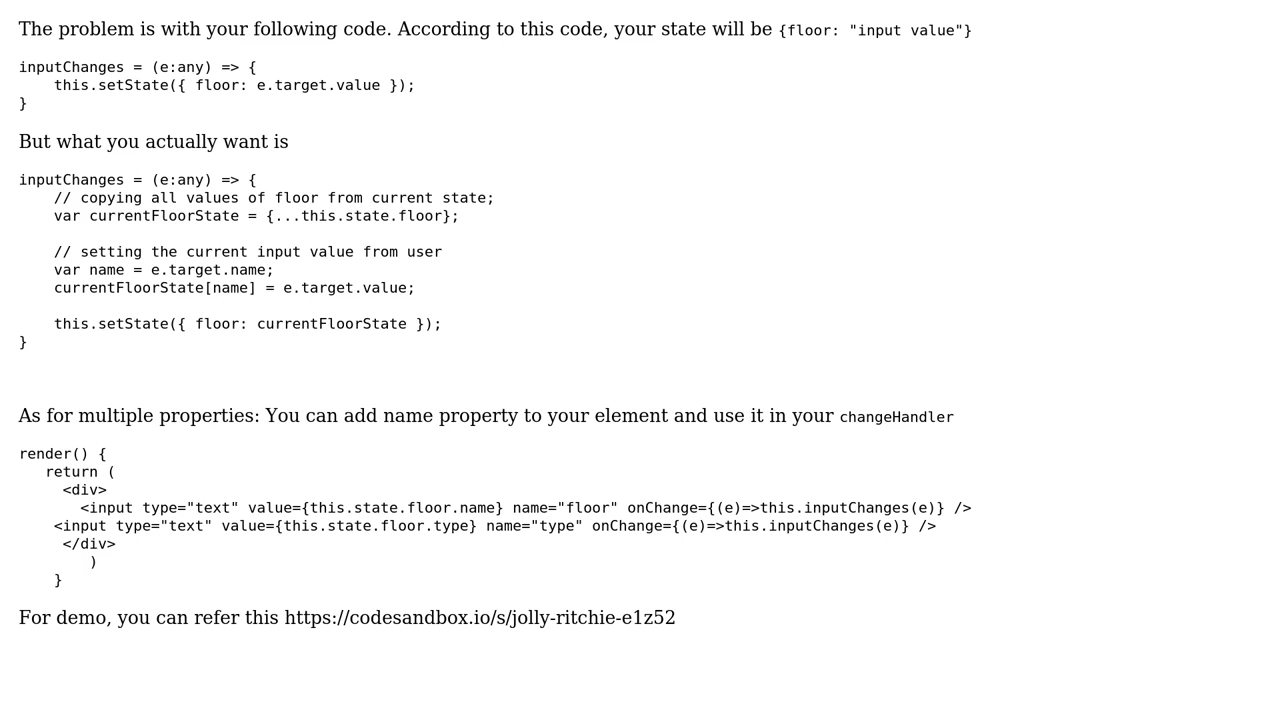 The problem is with your following code. According to this code, your state will be {floor: "input value"}
inputChanges = (e:any) => {
    this.setState({ floor: e.target.value });
}
But what you actually want is
inputChanges = (e:any) => {
    // copying all values of floor from current state;
    var currentFloorState = {...this.state.floor};
    // setting the current input value from user
    var name = e.target.name;
    currentFloorState[name] = e.target.value;
    this.setState({ floor: currentFloorState });
}
As for multiple properties: You can add name property to your element and use it in your changeHandler
render() {
   return (
     <div>
       <input type="text" value={this.state.floor.name} name="floor" onChange={(e)=>this.inputChanges(e)} />
    <input type="text" value={this.state.floor.type} name="type" onChange={(e)=>this.inputChanges(e)} />
     </div>
        )
    }
For demo, you can refer this https://codesandbox.io/s/jolly-ritchie-e1z52